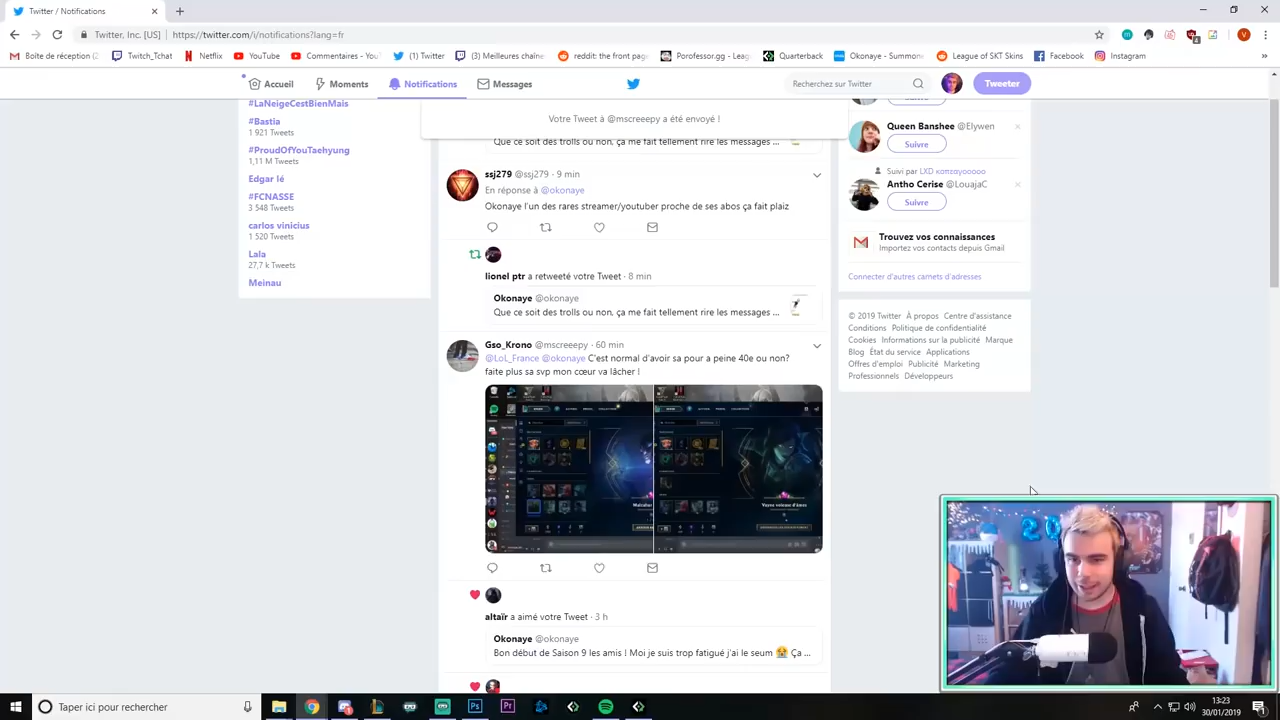 Twitter / Notifications
Twitter, Inc. [US] | https://twitter.com/i/notifications?lang=fr
Boîte de réception (2
Twitch_Tchat
Netflix
YouTube
Commentaires - You
(1) Twitter
(3) Meilleures chaîne
reddit: the front page
Porofessor.gg - Leag
Quarterback
Okonaye - Summone
League of SKT Skins
Facebook
Instagram
Accueil
Moments
Notifications
Messages
Recherchez sur Twitter
Tweeter
Votre Tweet à @mscreeepy a été envoyé !
#LaNeigeCestBienMais
#Bastia
1 921 Tweets
#ProudOfYouTaehyung
1,11 M Tweets
Edgar Ié
#FCNASSE
3 548 Tweets
carlos vinicius
1 520 Tweets
Lala
27,7 k Tweets
Meinau
Que ce soit des trolls ou non, ça me fait tellement rire les messages ...
ssj279 @ssj279 · 9 min
En réponse à @okonaye
Okonaye l'un des rares streamer/youtuber proche de ses abos ça fait plaiz
lionel ptr a retweeté votre Tweet · 8 min
Okonaye @okonaye
Que ce soit des trolls ou non, ça me fait tellement rire les messages ...
Gso_Krono @mscreeepy · 60 min
@LoL_France @okonaye C'est normal d'avoir sa pour a peine 40e ou non?
faite plus sa svp mon cœur va lâcher !
altaïr a aimé votre Tweet · 3 h
Okonaye @okonaye
Bon début de Saison 9 les amis ! Moi je suis trop fatigué j'ai le seum 😭 Ça ...
Suivre
Queen Banshee @Elywen
Suivre
Suivi par LXD
Antho Cerise @LouajaC
Suivre
Trouvez vos connaissances
Importez vos contacts depuis Gmail
Connecter d'autres carnets d'adresses
© 2019 Twitter À propos Centre d'assistance
Conditions Politique de confidentialité
Cookies Informations sur la publicité Marque
Blog État du service Applications
Offres d'emploi Publicité Marketing
Professionnels Développeurs
Taper ici pour rechercher
13:23
30/01/2019